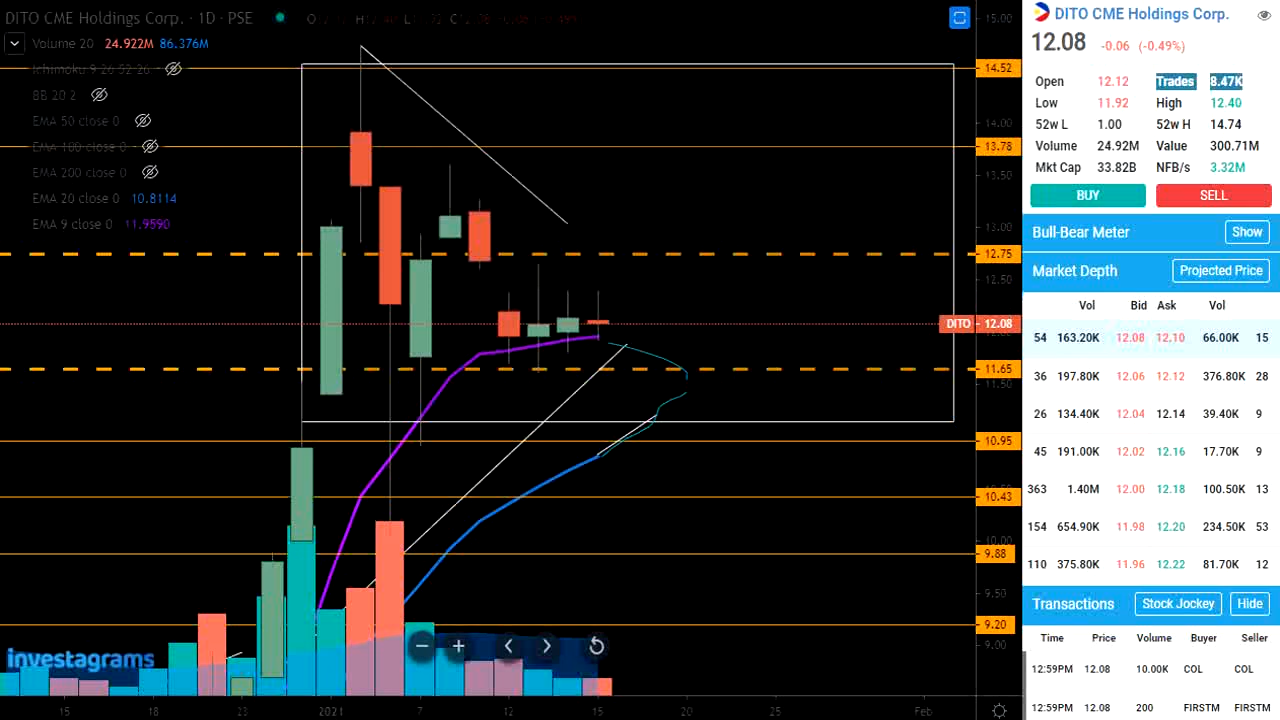 DITO CME Holdings Corp. · 1D · PSE
Volume 20 24.922M 86.376M
Ichimoku 9 26 52 26
BB 20 2
EMA 50 close 0
EMA 100 close 0
EMA 200 close 0
EMA 20 close 0 10.8114
EMA 9 close 0 11.9590
15.00
14.52
14.00
13.78
13.50
13.00
12.75
12.50
DITO 12.08
11.65
11.50
10.95
10.43
10.00
9.88
9.50
9.20
9.00
investagrams
15 18 23 2021 7 12 15 20 25 Feb
DITO CME Holdings Corp.
12.08 -0.06 (-0.49%)
Open 12.12 Trades 8.47K
Low 11.92 High 12.40
52w L 1.00 52w H 14.74
Volume 24.92M Value 300.71M
Mkt Cap 33.82B NFB/s 3.32M
BUY SELL
Bull-Bear Meter Show
Market Depth Projected Price
Vol Bid Ask Vol
54 163.20K 12.08 12.10 66.00K 15
36 197.80K 12.06 12.12 376.80K 28
26 134.40K 12.04 12.14 39.40K 9
45 191.00K 12.02 12.16 17.70K 9
363 1.40M 12.00 12.18 100.50K 13
154 654.90K 11.98 12.20 234.50K 53
110 375.80K 11.96 12.22 81.70K 12
Transactions Stock Jockey Hide
Time Price Volume Buyer Seller
12:59PM 12.08 10.00K COL COL
12:59PM 12.08 200 FIRSTM FIRSTM